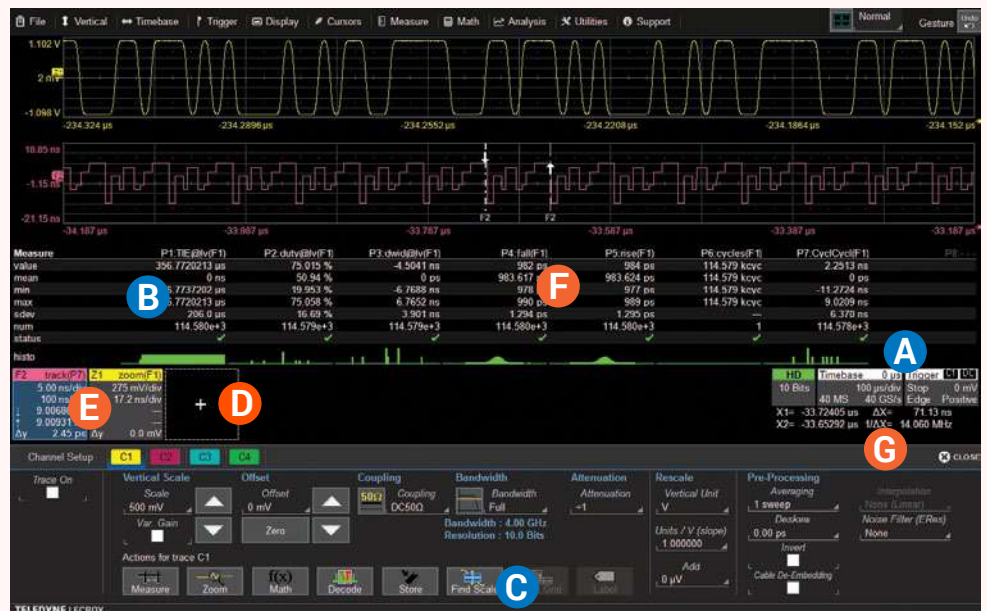 File Vertical Timebase Trigger Display Cursors Measure Math Analysis Utilities Support Normal Gesture Undo
1.102 V
2 mV
-1.098 V
-234.324 µs -234.2896 µs -234.2552 µs -234.2208 µs -234.1864 µs -234.152 µs
18.85 ns
-1.15 ns
-21.15 ns
F2 F2
-34.187 µs -33.987 µs -33.787 µs -33.587 µs -33.387 µs -33.187 µs
Measure P1:TIE@lv(F1) P2:duty@lv(F1) P3:dwid@lv(F1) P4:fall(F1) P5:rise(F1) P6:cycles(F1) P7:CyclCycl(F1) P8:- - -
value 356.7720213 µs 75.015 % -4.5041 ns 982 ps 984 ps 114.579 kcyc 2.2513 ns
mean 0 ns 50.94 % 0 ps 983.617 983.624 ps 114.579 kcyc 0 ps
min B 6.7737202 µs 19.953 % -6.7688 ns 978 F 977 ps 114.579 kcyc -11.2724 ns
max 6.7720213 µs 75.058 % 6.7652 ns 990 ps 989 ps 114.579 kcyc 9.0209 ns
sdev 206.0 µs 16.69 % 3.901 ns 1.294 ps 1.295 ps --- 6.370 ns
num 114.580e+3 114.579e+3 114.579e+3 114.580e+3 114.580e+3 1 114.578e+3
status
histo A
F2 track(P7) Z1 zoom(F1) HD Timebase 0 µs Trigger C1 DC
5.00 ns/div 275 mV/div 10 Bits 100 µs/div Stop 0 mV
100 ns 17.2 ns/div 40 MS 40 GS/s Edge Positive
E + D
9.0068 --- X1= -33.72405 µs ΔX= 71.13 ns
9.0093 --- X2= -33.65292 µs 1/ΔX= 14.060 MHz
Δy 2.45 ps Δy 0.0 mV
G
Channel Setup C1 C2 C3 C4 CLOSE
Trace On Vertical Scale Offset Coupling Bandwidth Attenuation Rescale Pre-Processing
Scale Offset 50Ω Coupling Bandwidth Attenuation Vertical Unit Averaging Interpolation
500 mV 0 mV DC50Ω Full ÷1 V 1 sweep None (Linear)
Var. Gain Zero Bandwidth : 4.00 GHz Units / V (slope) Deskew Noise Filter (ERes)
Resolution : 10.0 Bits 1.000000 0.00 ps None
Actions for trace C1 Add Invert
0 µV Cable De-Embedding
Measure Zoom f(x) Math Decode Store Find Scale C Label
TELEDYNE LECROY